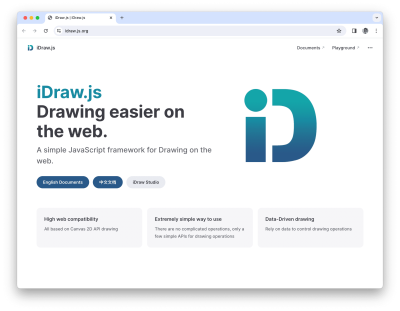 iDraw.js | iDraw.js
idraw.js.org
iDraw.js
Documents
Playground
iDraw.js
Drawing easier on
the web.
A simple JavaScript framework for Drawing on the
web.
English Documents
中文文档
iDraw Studio
iD
High web compatibility
All based on Canvas 2D API drawing
Extremely simple way to use
There are no complicated operations, only a
few simple APIs for drawing operations
Data-Driven drawing
Rely on data to control drawing operations